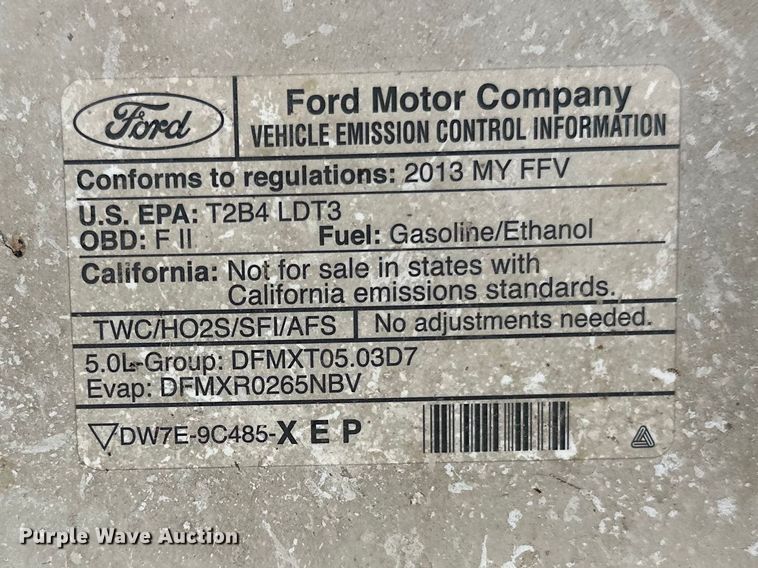 Ford
Ford Motor Company
VEHICLE EMISSION CONTROL INFORMATION
Conforms to regulations: 2013 MY FFV
U.S. EPA: T2B4 LDT3
OBD: F II Fuel: Gasoline/Ethanol
California: Not for sale in states with
California emissions standards.
TWC/HO2S/SFI/AFS No adjustments needed.
5.0L-Group: DFMXT05.03D7
Evap: DFMXR0265NBV
DW7E-9C485-XEP
Purple Wave Auction